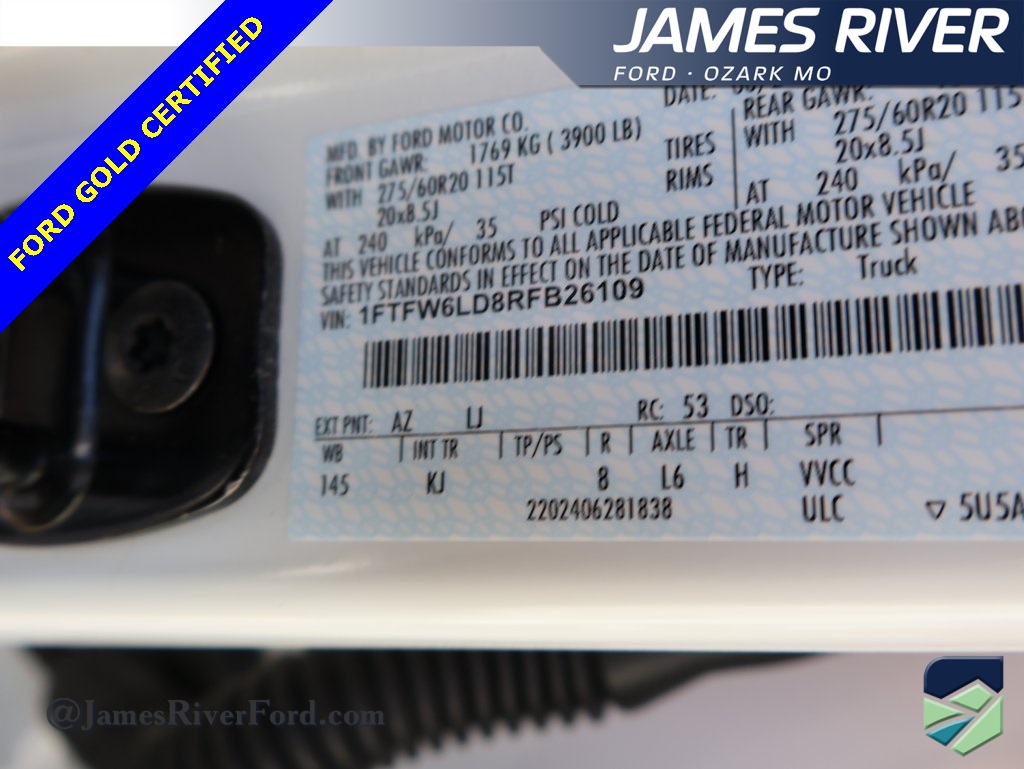 FORD GOLD CERTIFIED
JAMES RIVER
FORD · OZARK MO
DATE:
MFD. BY FORD MOTOR CO.
FRONT GAWR: 1769 KG ( 3900 LB)
REAR GAWR:
WITH 275/60R20 115T TIRES WITH 275/60R20 115
20x8.5J RIMS 20x8.5J
AT 240 kPa/ 35 PSI COLD AT 240 kPa/ 35
THIS VEHICLE CONFORMS TO ALL APPLICABLE FEDERAL MOTOR VEHICLE
SAFETY STANDARDS IN EFFECT ON THE DATE OF MANUFACTURE SHOWN
VIN: 1FTFW6LD8RFB26109 TYPE: Truck
EXT PNT: AZ LJ RC: 53 DSO:
WB INT TR TP/PS R AXLE TR SPR
145 KJ 8 L6 H VVCC
2202406281838 ULC ▽ 5U5A
@JamesRiverFord.com